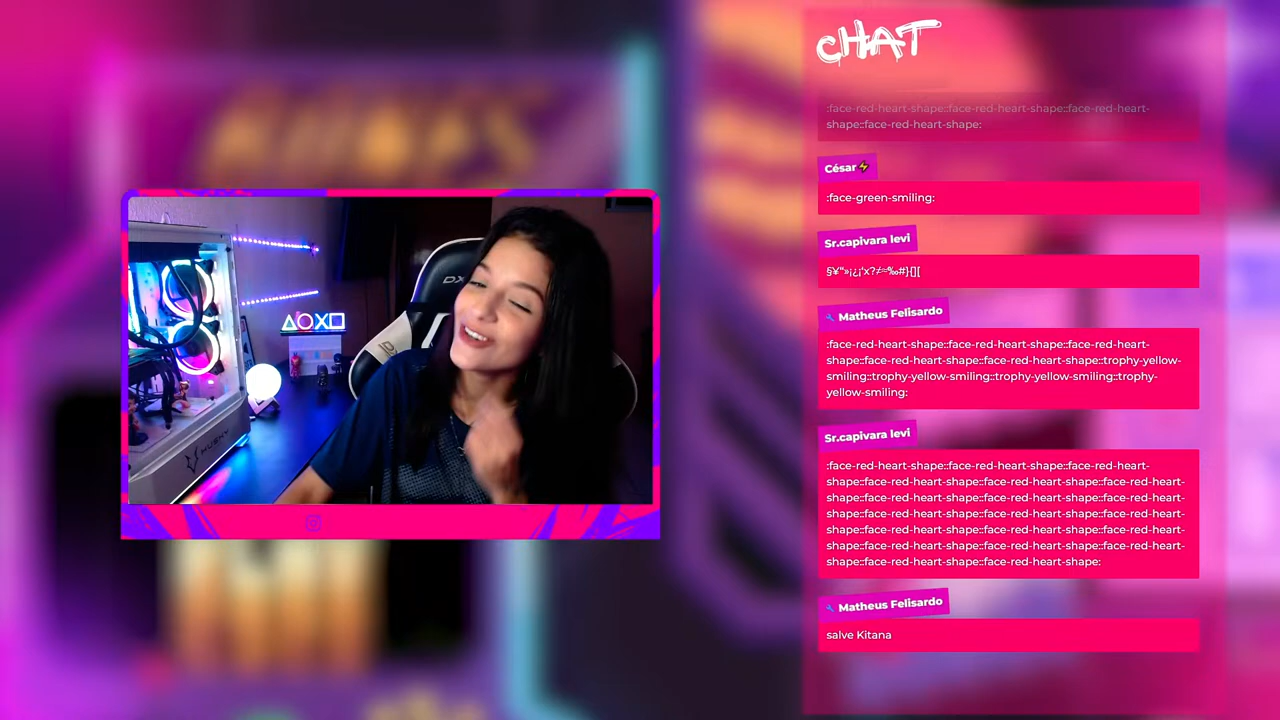 CHAT
:face-red-heart-shape::face-red-heart-shape::face-red-heart-
shape::face-red-heart-shape:
César⚡
:face-green-smiling:
Sr.capivara levi
§¥"»¡¿¡'x?≠≈‰#}{][
Matheus Felisardo
:face-red-heart-shape::face-red-heart-shape::face-red-heart-
shape::face-red-heart-shape::face-red-heart-shape::trophy-yellow-
smiling::trophy-yellow-smiling::trophy-yellow-smiling::trophy-
yellow-smiling:
Sr.capivara levi
:face-red-heart-shape::face-red-heart-shape::face-red-heart-
shape::face-red-heart-shape::face-red-heart-shape::face-red-heart-
shape::face-red-heart-shape::face-red-heart-shape::face-red-heart-
shape::face-red-heart-shape::face-red-heart-shape::face-red-heart-
shape::face-red-heart-shape::face-red-heart-shape::face-red-heart-
shape::face-red-heart-shape::face-red-heart-shape::face-red-heart-
shape::face-red-heart-shape::face-red-heart-shape:
Matheus Felisardo
salve Kitana
HUSKY
DX